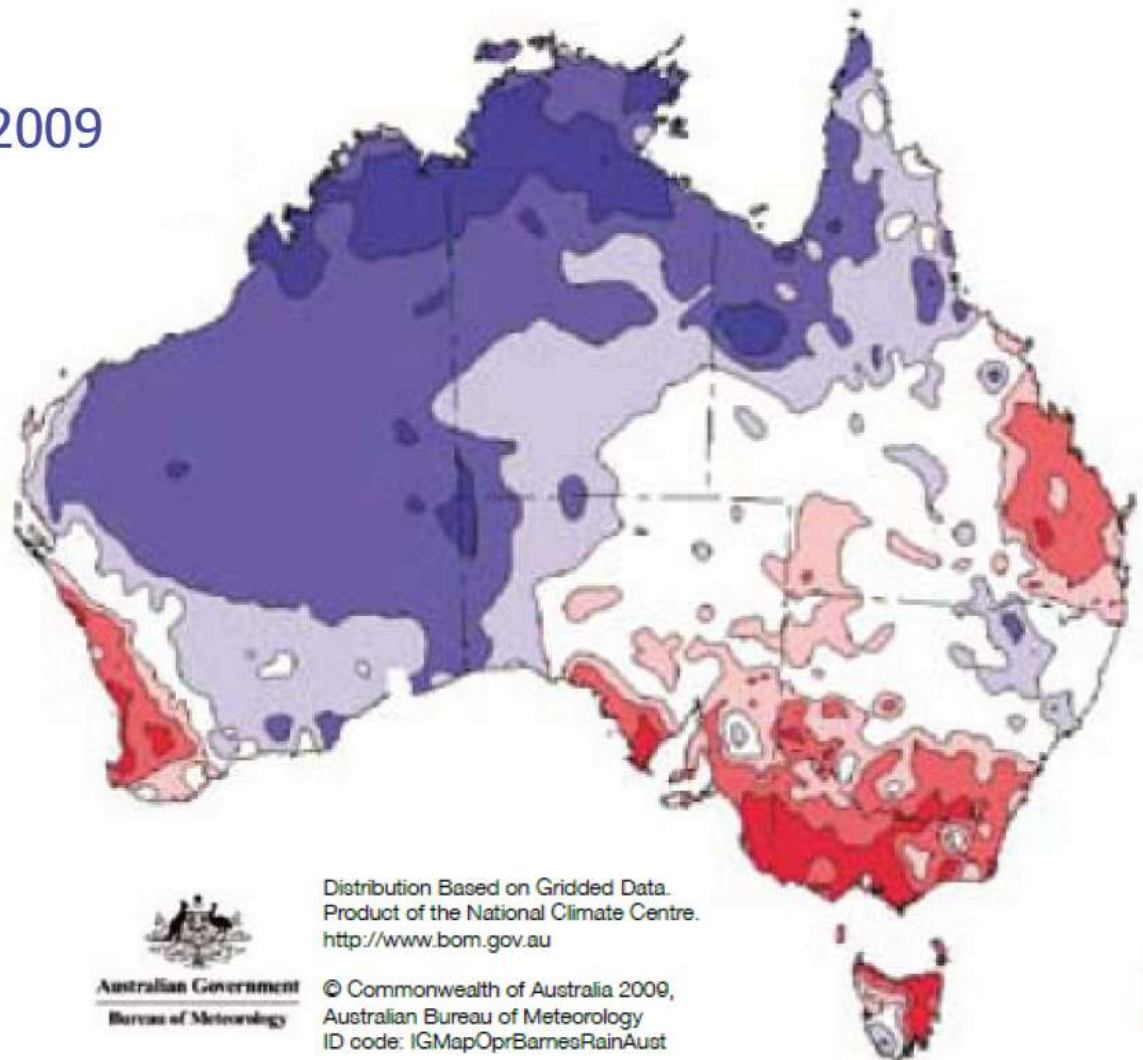 2009
Distribution Based on Gridded Data.
Product of the National Climate Centre.
http://www.bom.gov.au
Australian Government
Bureau of Meteorology
© Commonwealth of Australia 2009,
Australian Bureau of Meteorology
ID code: IGMapOprBarnesRainAust